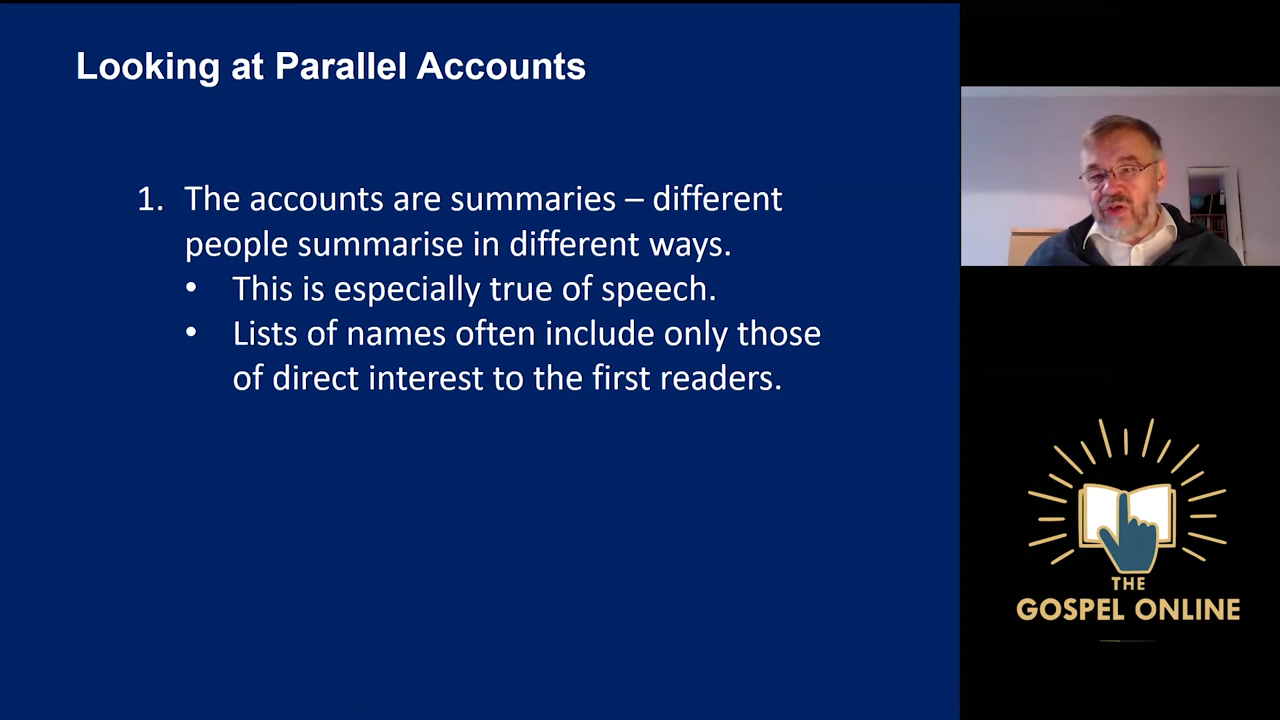 Looking at Parallel Accounts
1. The accounts are summaries – different
people summarise in different ways.
• This is especially true of speech.
• Lists of names often include only those
of direct interest to the first readers.
THE
GOSPEL ONLINE